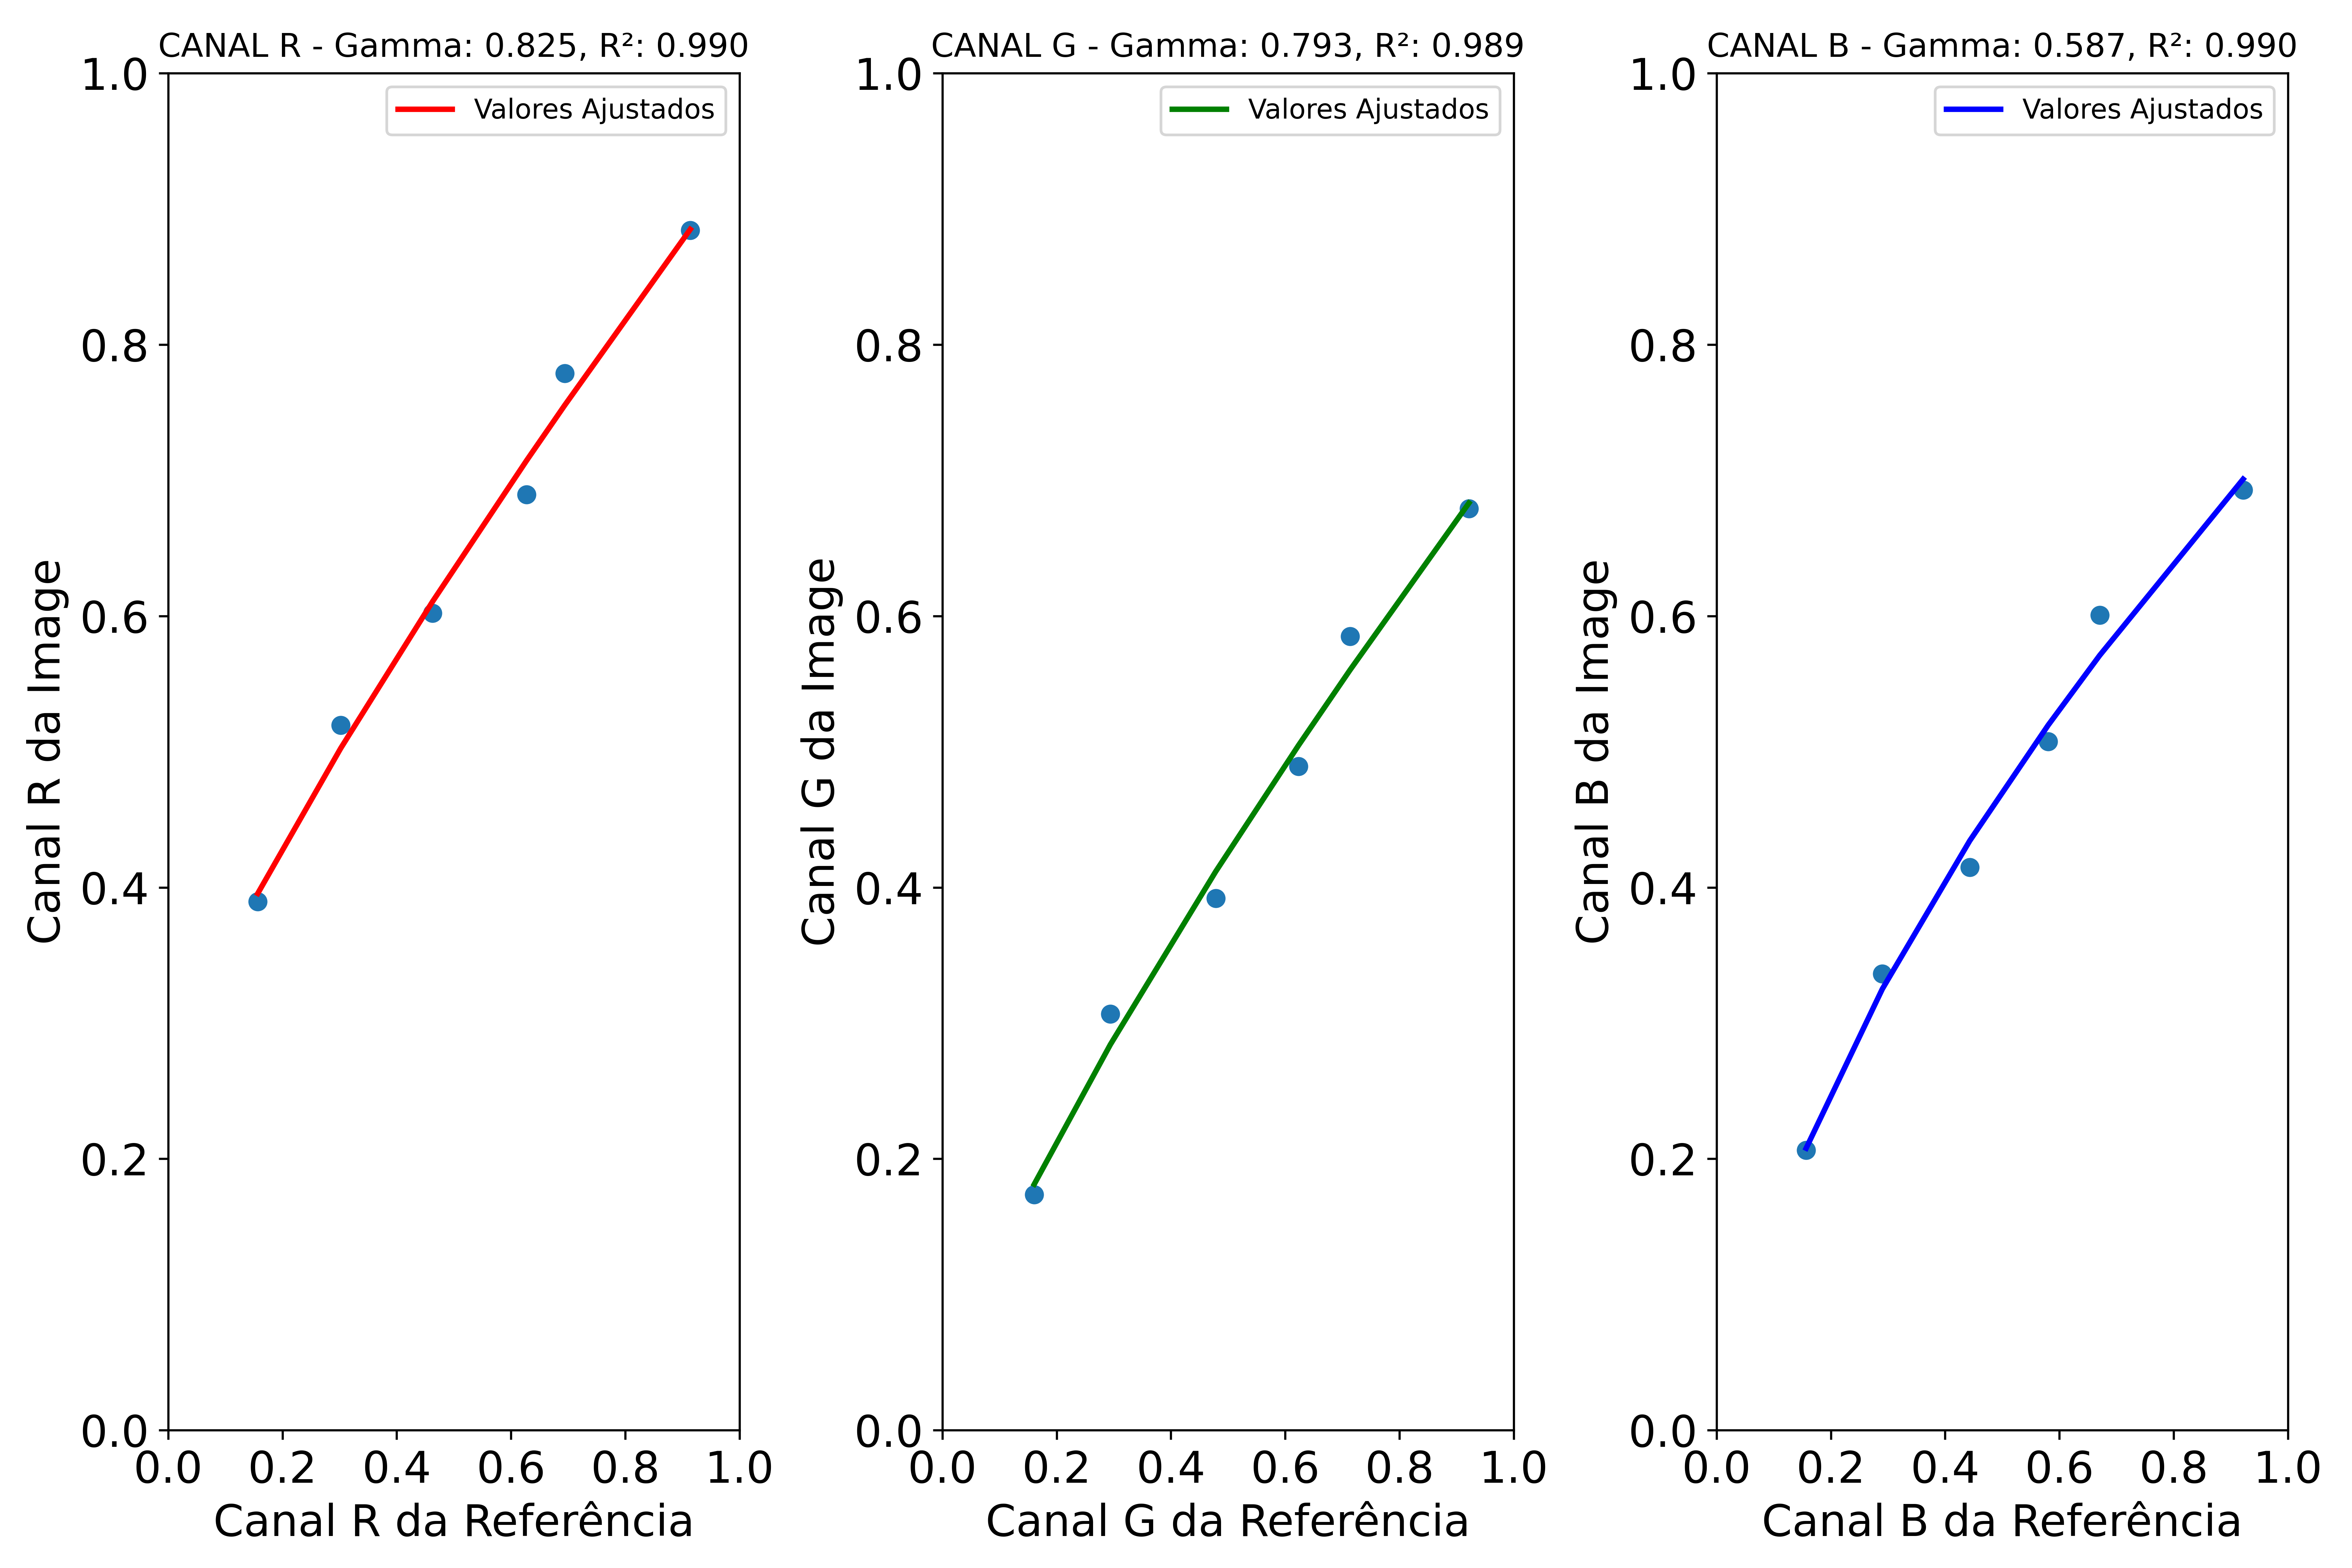 CANAL R - Gamma: 0.825, R²: 0.990
1.0
Valores Ajustados
0.8
0.6
0.4
0.2
0.0
Canal R da Image
0.0 0.2 0.4 0.6 0.8 1.0
Canal R da Referência
CANAL G - Gamma: 0.793, R²: 0.989
1.0
Valores Ajustados
0.8
0.6
0.4
0.2
0.0
Canal G da Image
0.0 0.2 0.4 0.6 0.8 1.0
Canal G da Referência
CANAL B - Gamma: 0.587, R²: 0.990
1.0
Valores Ajustados
0.8
0.6
0.4
0.2
0.0
Canal B da Image
0.0 0.2 0.4 0.6 0.8 1.0
Canal B da Referência